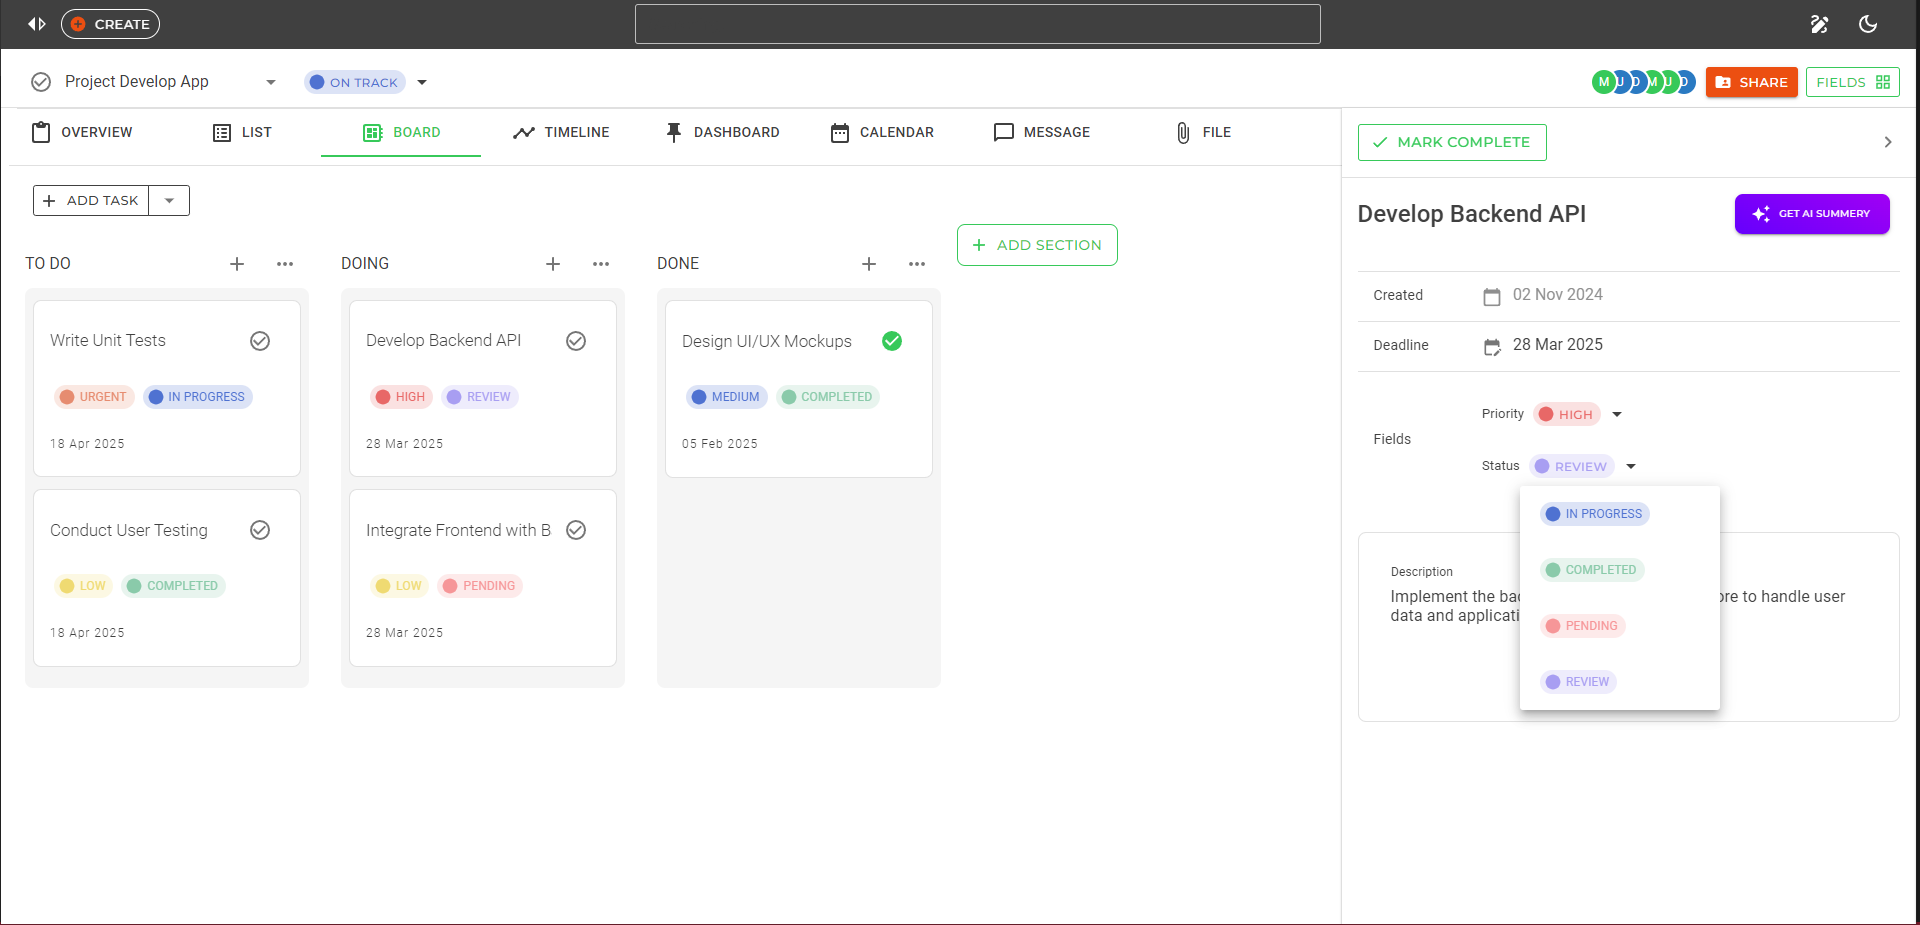 CREATE
Project Develop App
ON TRACK
M U D M U D
SHARE
FIELDS
OVERVIEW
LIST
BOARD
TIMELINE
DASHBOARD
CALENDAR
MESSAGE
FILE
ADD TASK
ADD SECTION
TO DO
Write Unit Tests
URGENT
IN PROGRESS
18 Apr 2025
Conduct User Testing
LOW
COMPLETED
18 Apr 2025
DOING
Develop Backend API
HIGH
REVIEW
28 Mar 2025
Integrate Frontend with B
LOW
PENDING
28 Mar 2025
DONE
Design UI/UX Mockups
MEDIUM
COMPLETED
05 Feb 2025
MARK COMPLETE
Develop Backend API
GET AI SUMMERY
Created
02 Nov 2024
Deadline
28 Mar 2025
Fields
Priority
HIGH
Status
REVIEW
IN PROGRESS
COMPLETED
PENDING
REVIEW
Description
Implement the to handle user
data and